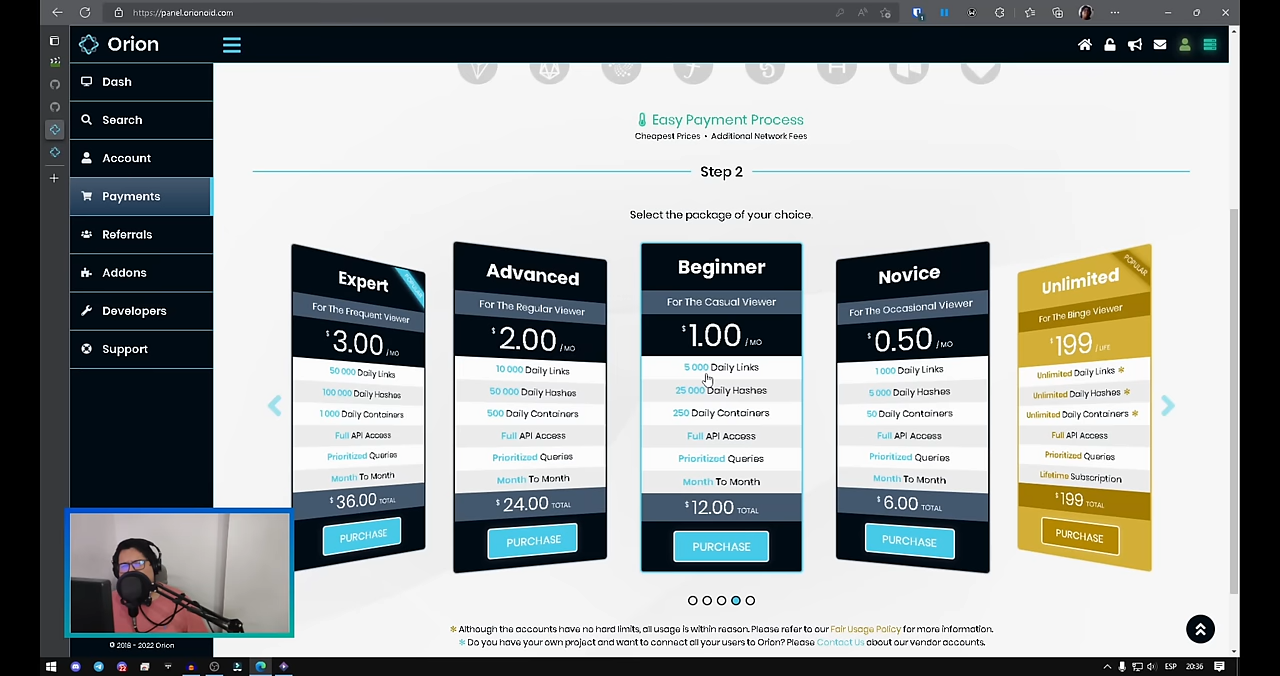 https://panel.orionoid.com
Orion
Dash
Search
Account
Payments
Referrals
Addons
Developers
Support
Easy Payment Process
Cheapest Prices • Additional Network Fees
Step 2
Select the package of your choice.
Expert
For The Frequent Viewer
$3.00 /MO
50 000 Daily Links
100 000 Daily Hashes
1 000 Daily Containers
Full API Access
Prioritized Queries
Month To Month
$36.00 TOTAL
PURCHASE
Advanced
For The Regular Viewer
$2.00 /MO
10 000 Daily Links
50 000 Daily Hashes
500 Daily Containers
Full API Access
Prioritized Queries
Month To Month
$24.00 TOTAL
PURCHASE
Beginner
For The Casual Viewer
$1.00 /MO
5 000 Daily Links
25 000 Daily Hashes
250 Daily Containers
Full API Access
Prioritized Queries
Month To Month
$12.00 TOTAL
PURCHASE
Novice
For The Occasional Viewer
$0.50 /MO
1 000 Daily Links
5 000 Daily Hashes
50 Daily Containers
Full API Access
Prioritized Queries
Month To Month
$6.00 TOTAL
PURCHASE
POPULAR
Unlimited
For The Binge Viewer
$199 /LIFE
Unlimited Daily Links *
Unlimited Daily Hashes *
Unlimited Daily Containers *
Full API Access
Prioritized Queries
Lifetime Subscription
$199 TOTAL
PURCHASE
* Although the accounts have no hard limits, all usage is within reason. Please refer to our Fair Usage Policy for more information.
* Do you have your own project and want to connect all your users to Orion? Please Contact Us about our vendor accounts.
© 2018 - 2022 Orion
ESP
20:36